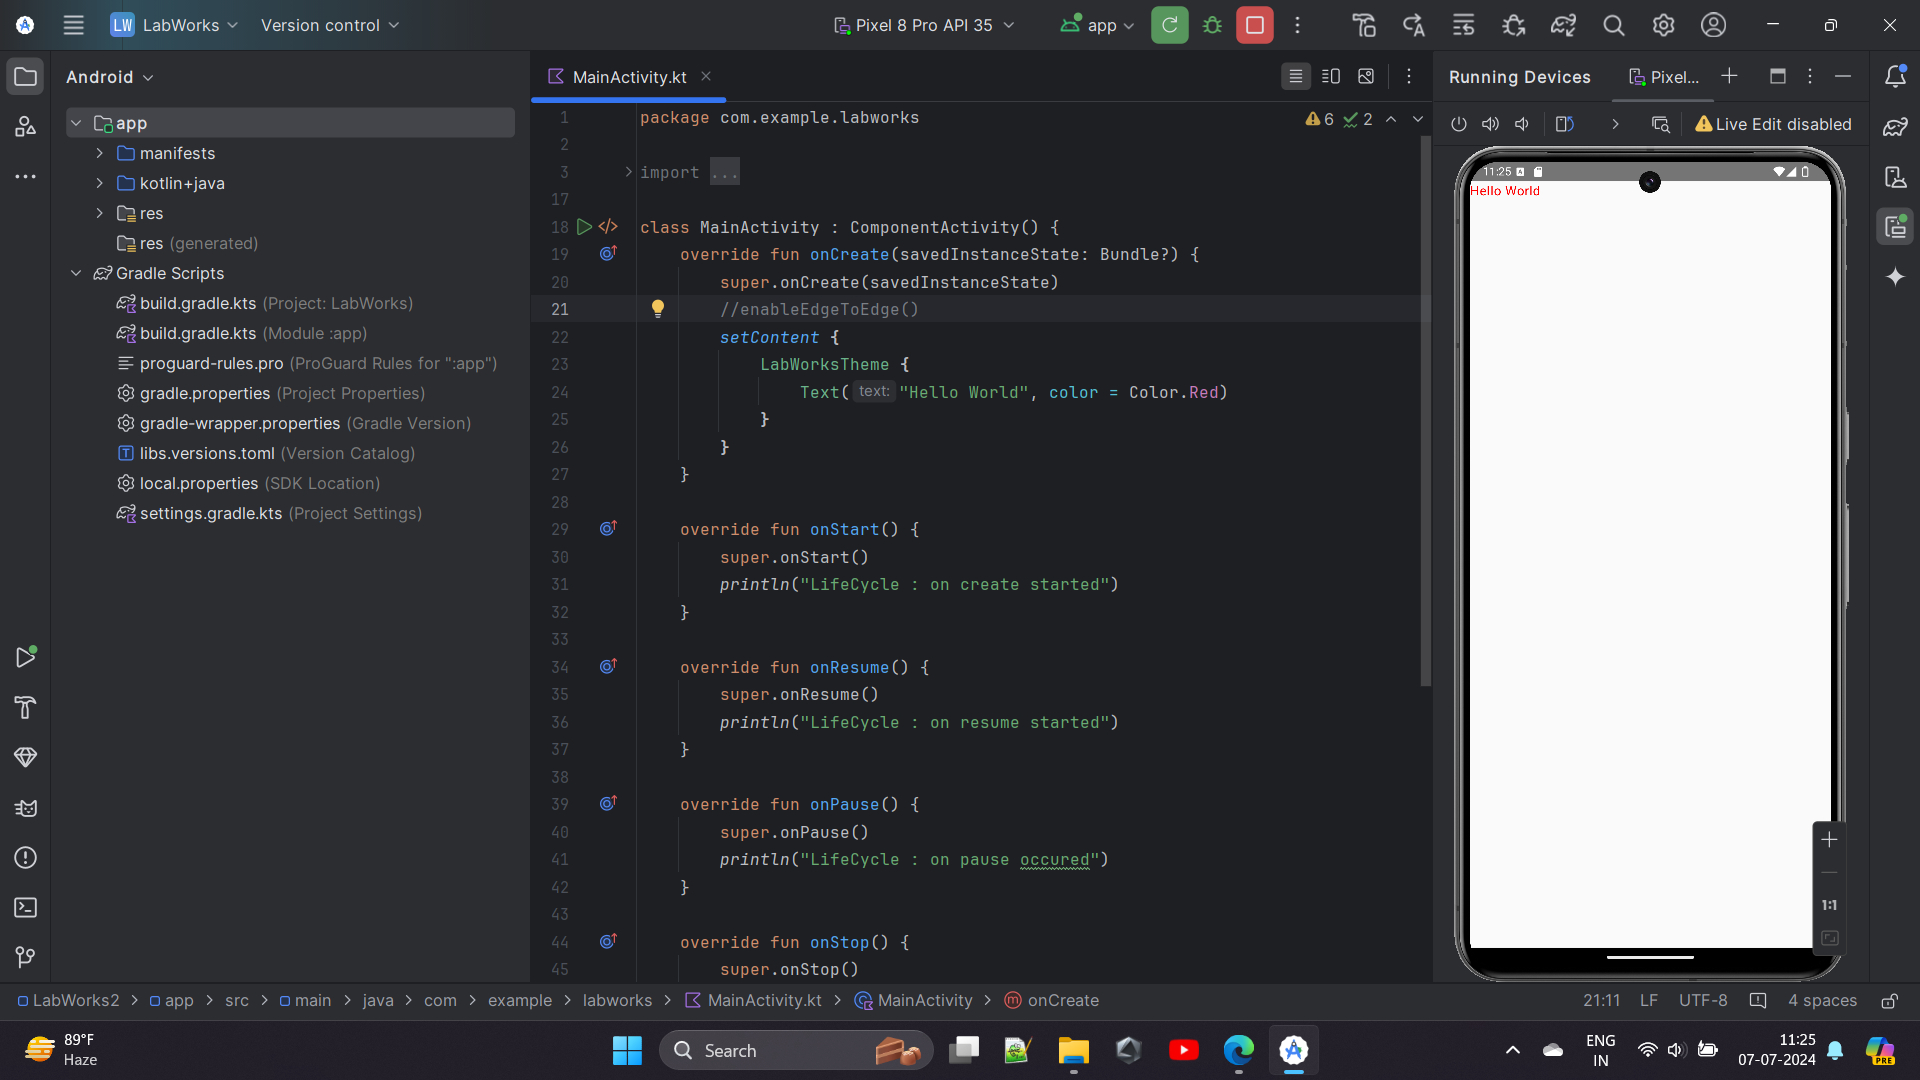 LW LabWorks Version control Pixel 8 Pro API 35 app
Android
app
manifests
kotlin+java
res
res (generated)
Gradle Scripts
build.gradle.kts (Project: LabWorks)
build.gradle.kts (Module :app)
proguard-rules.pro (ProGuard Rules for ":app")
gradle.properties (Project Properties)
gradle-wrapper.properties (Gradle Version)
libs.versions.toml (Version Catalog)
local.properties (SDK Location)
settings.gradle.kts (Project Settings)
MainActivity.kt
6 2
1 package com.example.labworks
2
3 import ...
17
18 class MainActivity : ComponentActivity() {
19 override fun onCreate(savedInstanceState: Bundle?) {
20 super.onCreate(savedInstanceState)
21 //enableEdgeToEdge()
22 setContent {
23 LabWorksTheme {
24 Text( text: "Hello World", color = Color.Red)
25 }
26 }
27 }
28
29 override fun onStart() {
30 super.onStart()
31 println("LifeCycle : on create started")
32 }
33
34 override fun onResume() {
35 super.onResume()
36 println("LifeCycle : on resume started")
37 }
38
39 override fun onPause() {
40 super.onPause()
41 println("LifeCycle : on pause occured")
42 }
43
44 override fun onStop() {
45 super.onStop()
Running Devices Pixel...
Live Edit disabled
11:25
Hello World
1:1
LabWorks2 app src main java com example labworks MainActivity.kt MainActivity onCreate
21:11 LF UTF-8 4 spaces
89°F
Haze
Search
ENG
IN
11:25
07-07-2024
PRE